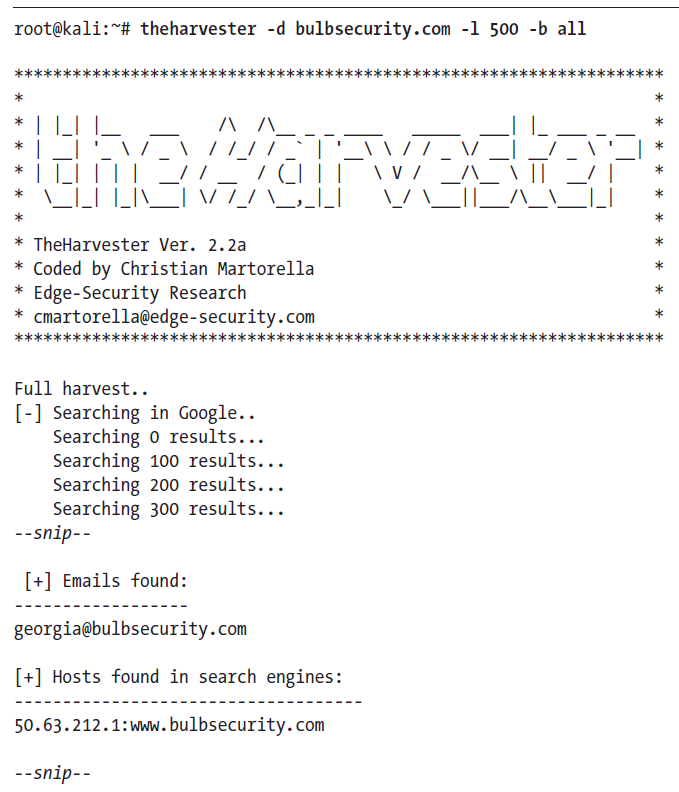 root@kali:~# theharvester -d bulbsecurity.com -l 500 -b all
*******************************************************************
*                                                                 *
* | |_| |__   ___    /\  /\__ _ _ ____   _____  ___| |_ ___ _ __  *
* | __| '_ \ / _ \  / /_/ / _` | '__\ \ / / _ \/ __| __/ _ \ '__| *
* | |_| | | |  __/ / __  / (_| | |   \ V /  __/\__ \ ||  __/ |    *
*  \__|_| |_|\___| \/ /_/ \__,_|_|    \_/ \___||___/\__\___|_|    *
*                                                                 *
* TheHarvester Ver. 2.2a                                          *
* Coded by Christian Martorella                                   *
* Edge-Security Research                                          *
* cmartorella@edge-security.com                                   *
*******************************************************************
Full harvest..
[-] Searching in Google..
    Searching 0 results...
    Searching 100 results...
    Searching 200 results...
    Searching 300 results...
--snip--
 [+] Emails found:
------------------
georgia@bulbsecurity.com
[+] Hosts found in search engines:
------------------------------------
50.63.212.1:www.bulbsecurity.com
--snip--